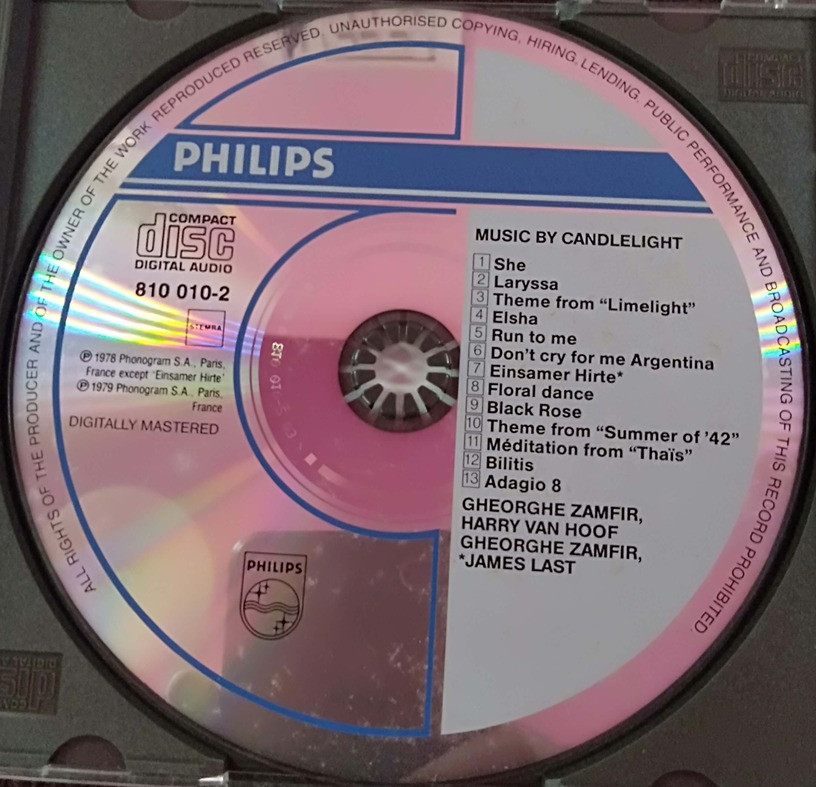 ALL RIGHTS OF THE PRODUCER AND OF THE OWNER OF THE WORK REPRODUCED RESERVED. UNAUTHORISED COPYING, HIRING, LENDING, PUBLIC PERFORMANCE AND BROADCASTING OF THIS RECORD PROHIBITED.
PHILIPS
COMPACT
disc
DIGITAL AUDIO
810 010-2
STEMRA
℗ 1978 Phonogram S.A., Paris,
France except 'Einsamer Hirte'
℗ 1979 Phonogram S.A., Paris,
France
DIGITALLY MASTERED
MUSIC BY CANDLELIGHT
1 She
2 Laryssa
3 Theme from “Limelight”
4 Elsha
5 Run to me
6 Don't cry for me Argentina
7 Einsamer Hirte*
8 Floral dance
9 Black Rose
10 Theme from “Summer of '42”
11 Méditation from “Thaïs”
12 Bilitis
13 Adagio 8
GHEORGHE ZAMFIR,
HARRY VAN HOOF
GHEORGHE ZAMFIR,
*JAMES LAST
PHILIPS
COMPACT
disc
DIGITAL AUDIO